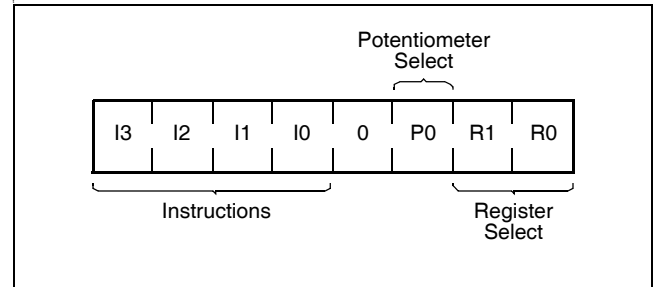 Potentiometer
Select
I3 I2 I1 I0 0 P0 R1 R0
Instructions
Register
Select